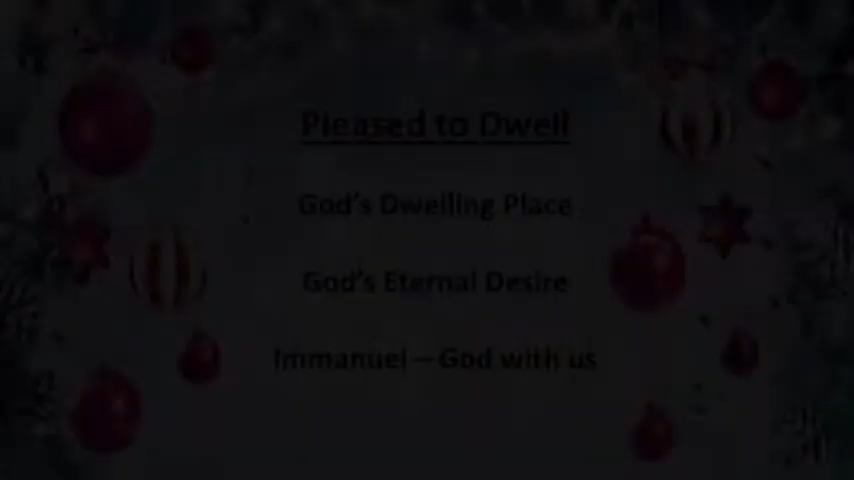 Pleased to Dwell
God's Dwelling Place
God's Eternal Desire
Immanuel – God with us